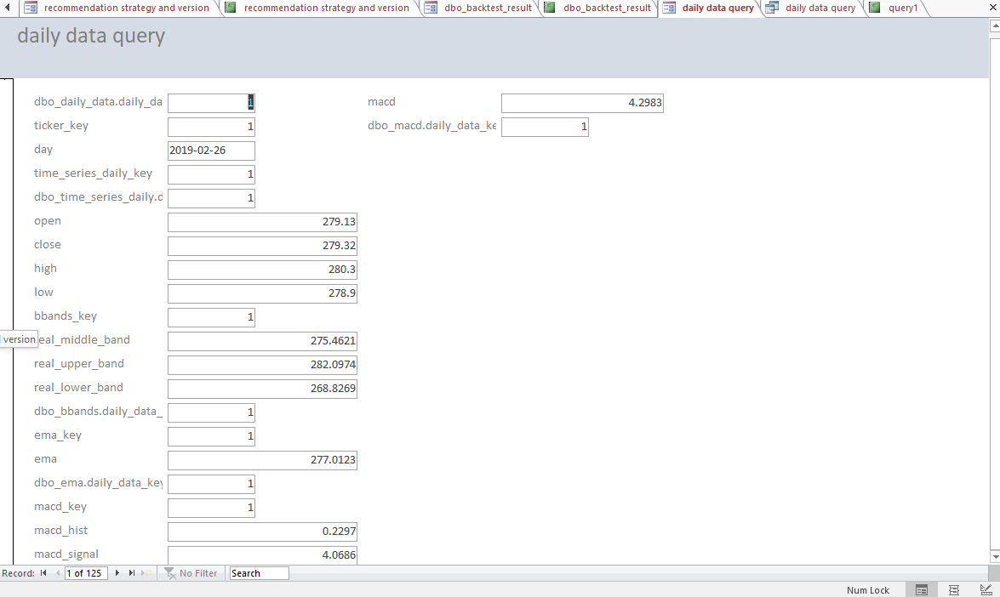 recommendation strategy and version recommendation strategy and version dbo_backtest_result dbo_backtest_result daily data query daily data query query1
daily data query
dbo_daily_data.daily_da 1 macd 4.2983
ticker_key 1 dbo_macd.daily_data_ke 1
day 2019-02-26
time_series_daily_key 1
dbo_time_series_daily.d 1
open 279.13
close 279.32
high 280.3
low 278.9
bbands_key 1
version eal_middle_band 275.4621
real_upper_band 282.0974
real_lower_band 268.8269
dbo_bbands.daily_data_ 1
ema_key 1
ema 277.0123
dbo_ema.daily_data_key 1
macd_key 1
macd_hist 0.2297
macd_signal 4.0686
Record: 1 of 125 No Filter Search
Num Lock